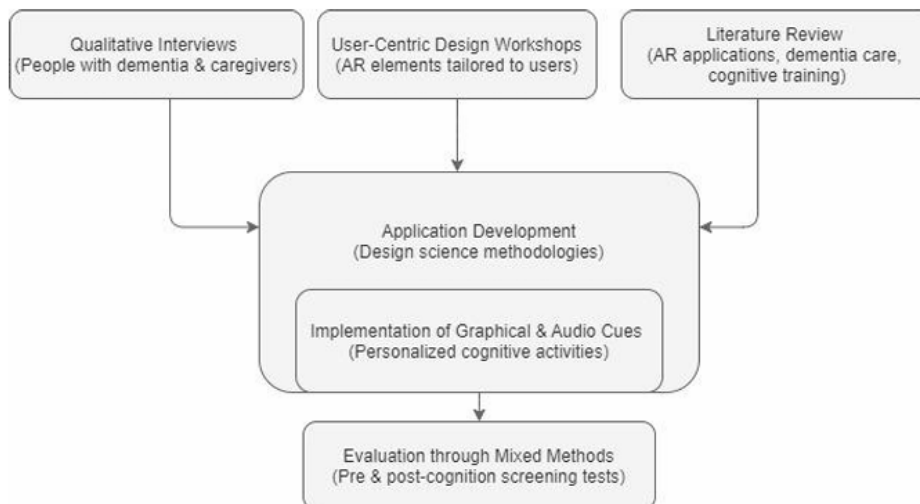 Qualitative Interviews
(People with dementia & caregivers)
User-Centric Design Workshops
(AR elements tailored to users)
Literature Review
(AR applications, dementia care,
cognitive training)
Application Development
(Design science methodologies)
Implementation of Graphical & Audio Cues
(Personalized cognitive activities)
Evaluation through Mixed Methods
(Pre & post-cognition screening tests)